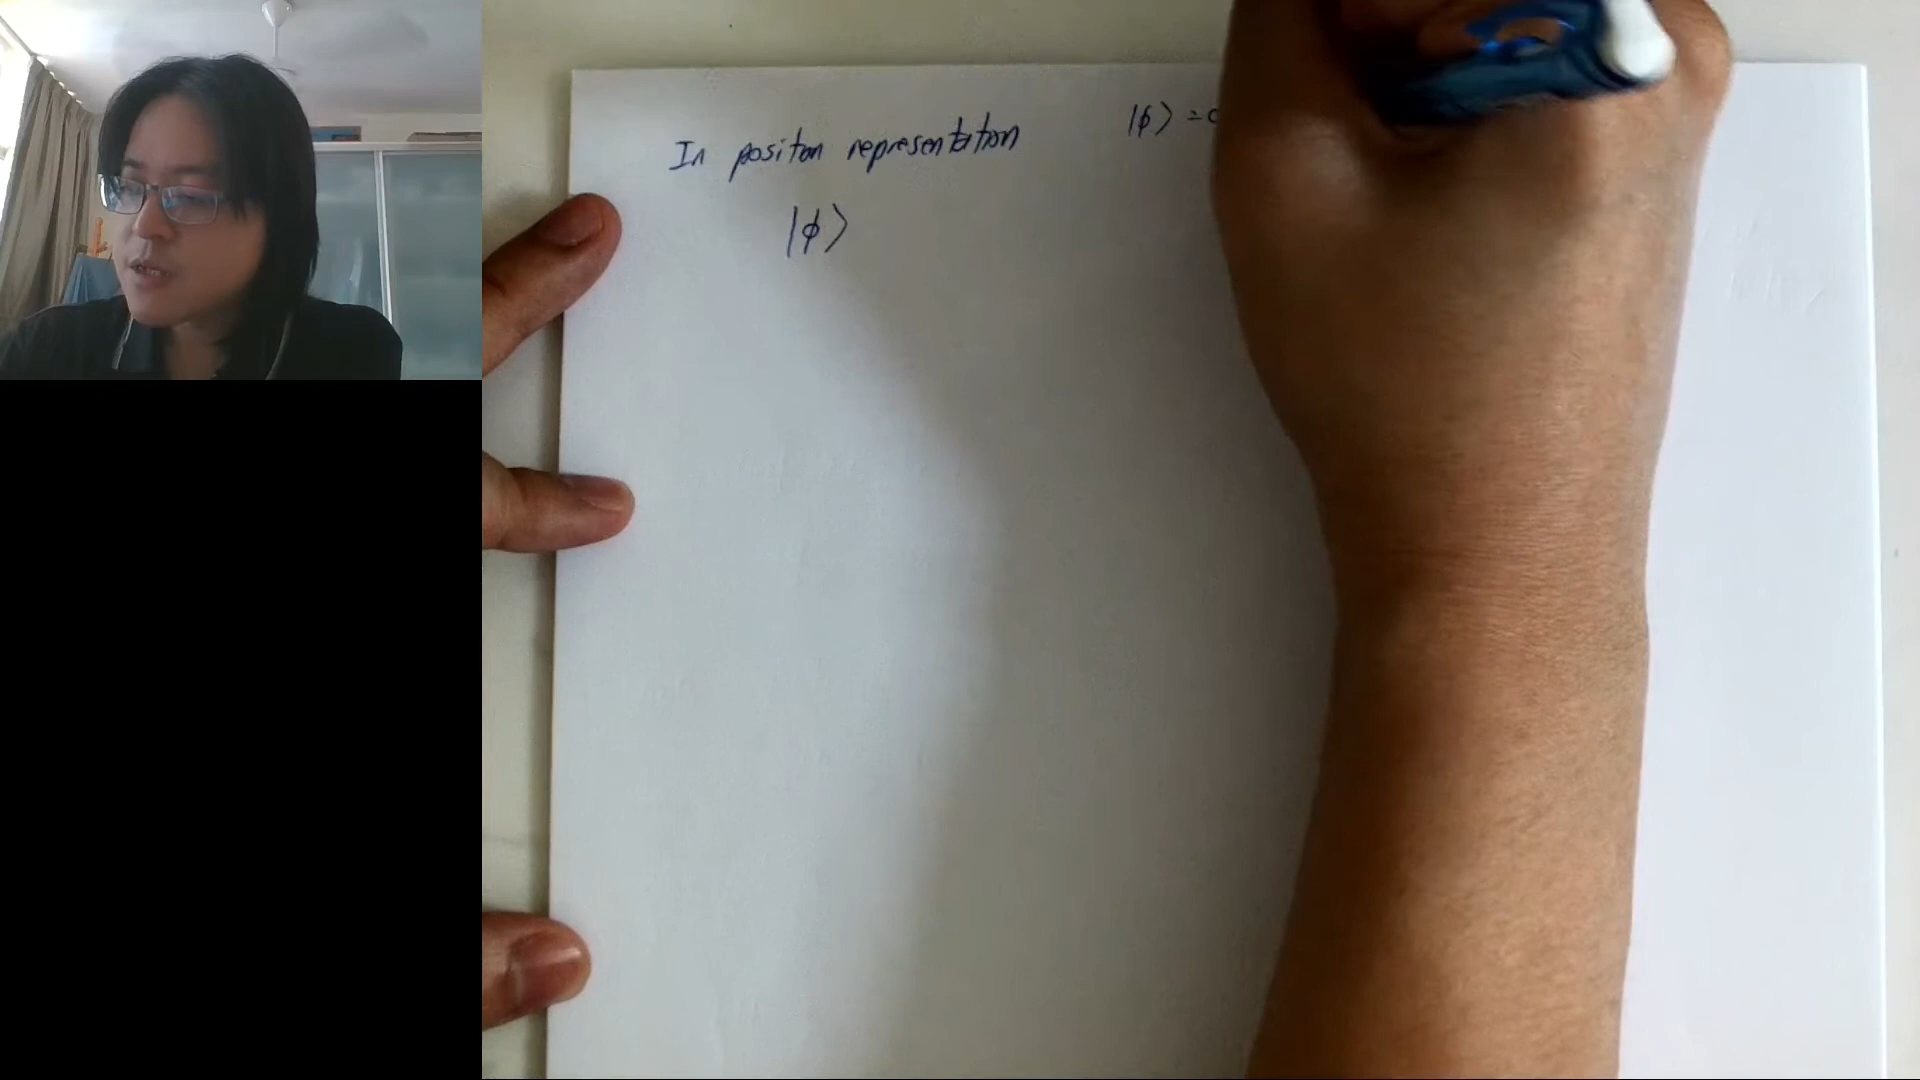 In positon representation
|ϕ⟩ = c
|ϕ⟩